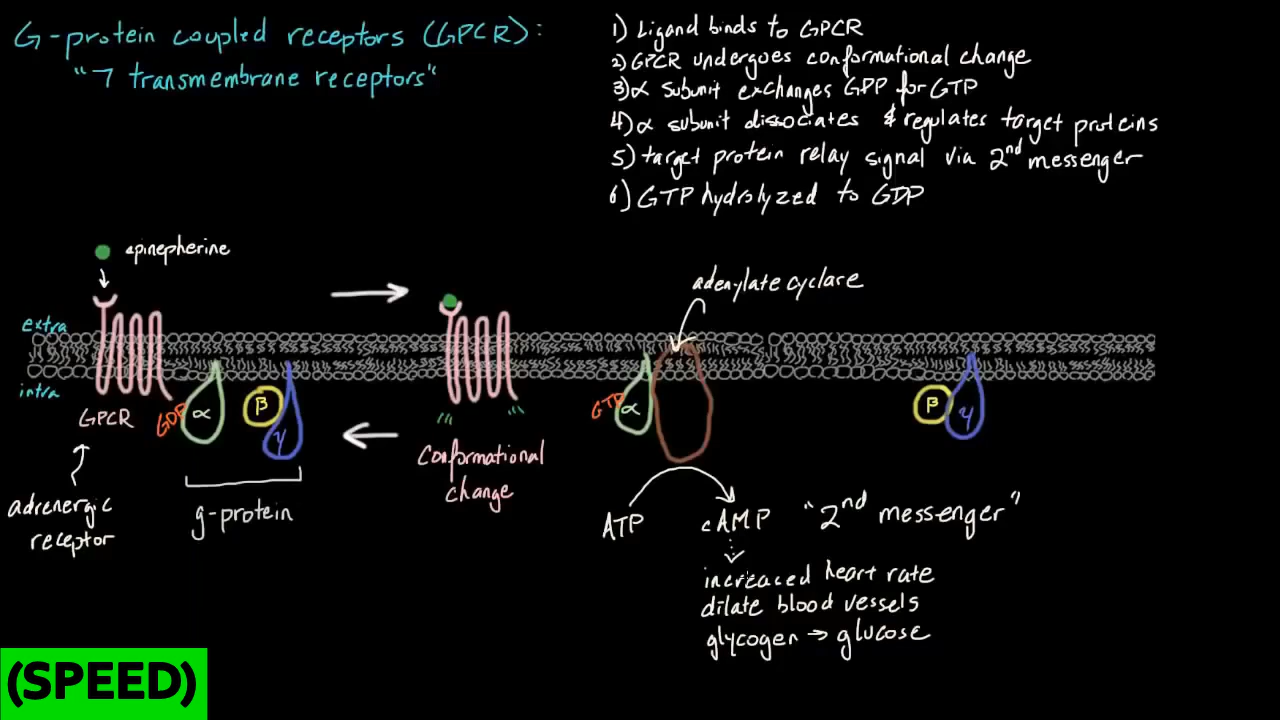 G-protein coupled receptors (GPCR):
"7 transmembrane receptors"
1) Ligand binds to GPCR
2) GPCR undergoes conformational change
3) α subunit exchanges GPP for GTP
4) α subunit dissociates & regulates target proteins
5) target protein relay signal via 2nd messenger
6) GTP hydrolyzed to GDP
epinepherine
adenylate cyclase
extra
intra
GPCR
GDP
α
β
γ
GTP
α
β
γ
Conformational
change
adrenergic
receptor
g-protein
ATP
cAMP
"2nd messenger"
increased heart rate
dilate blood vessels
glycogen → glucose
(SPEED)